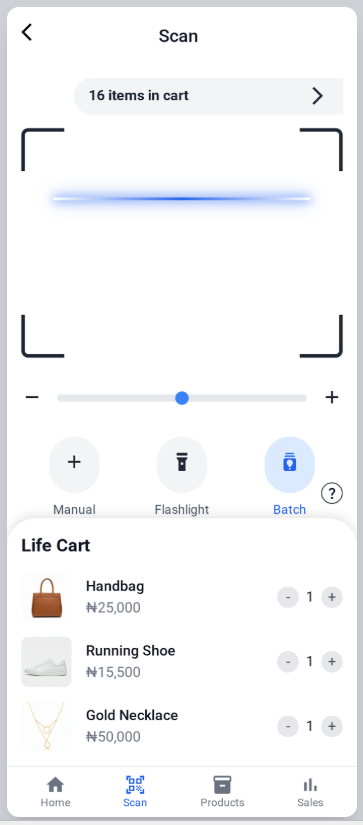 Scan
16 items in cart
− +
+
Manual Flashlight Batch
?
Life Cart
Handbag
₦25,000
- 1 +
Running Shoe
₦15,500
- 1 +
Gold Necklace
₦50,000
- 1 +
Home Scan Products Sales